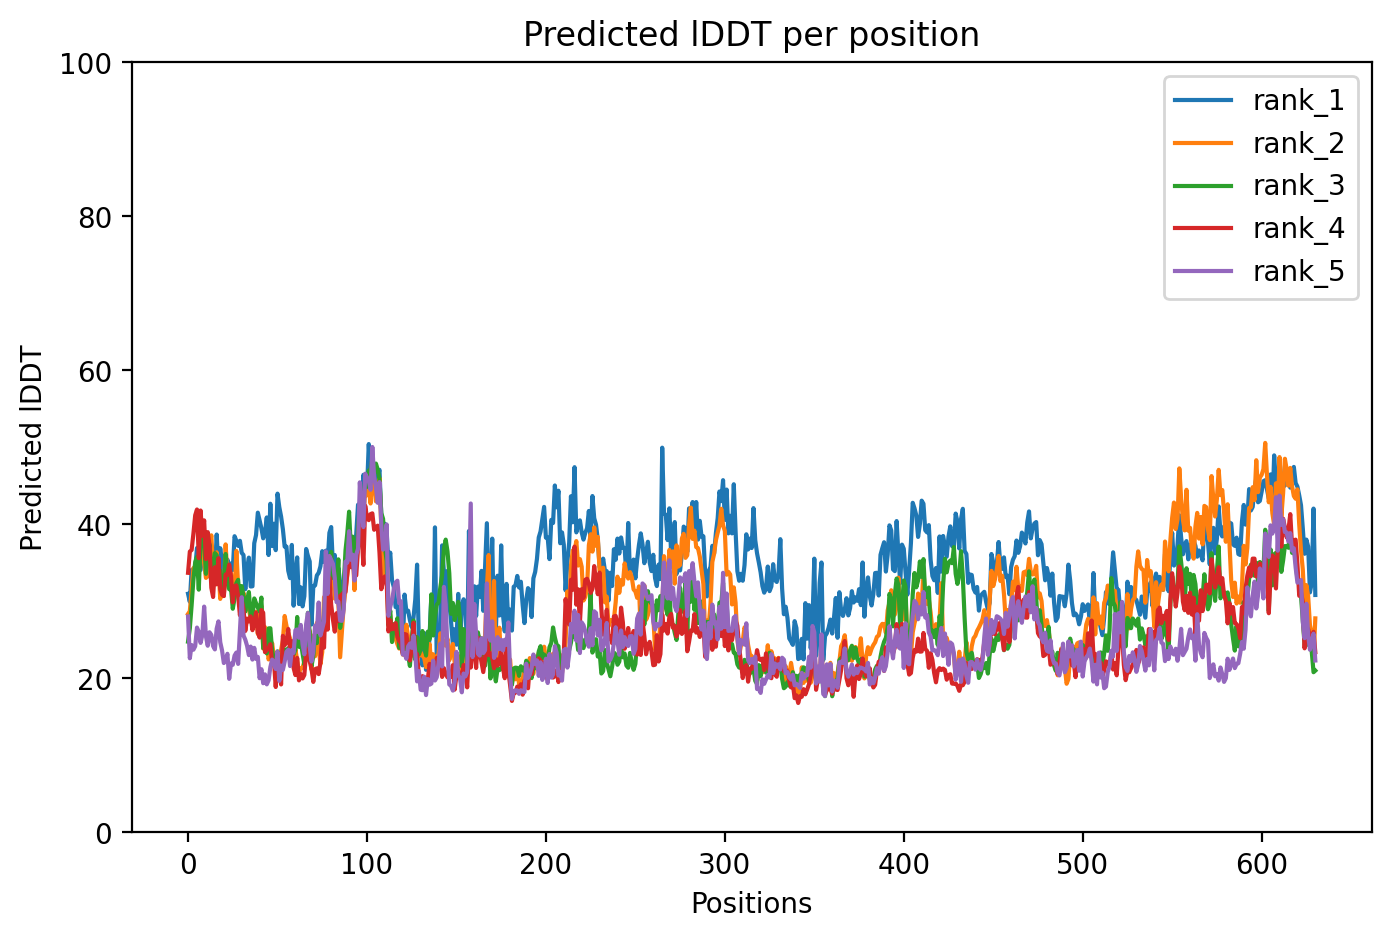 Predicted lDDT per position
100
80
60
40
20
0
Predicted lDDT
0 100 200 300 400 500 600
Positions
rank_1
rank_2
rank_3
rank_4
rank_5